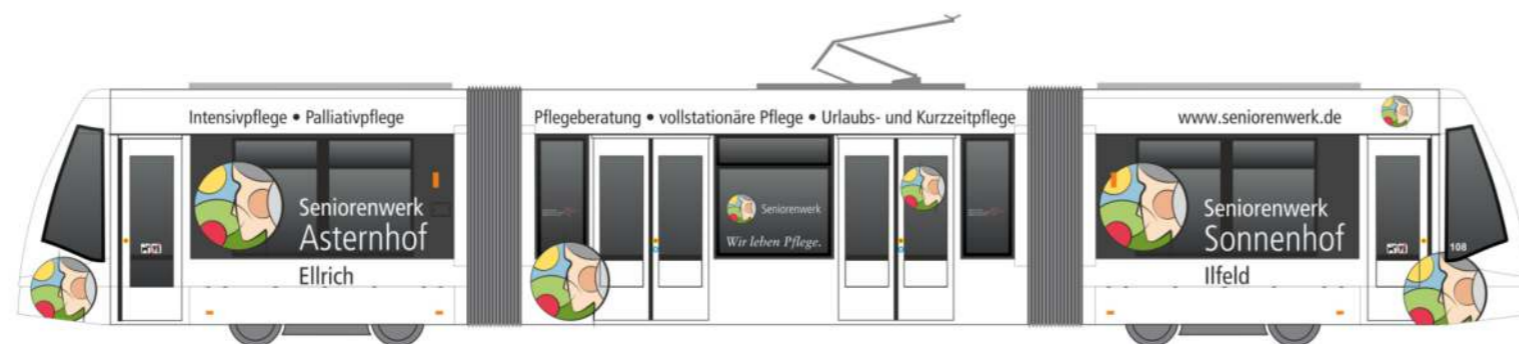 Intensivpflege • Palliativpflege
Pflegeberatung • vollstationäre Pflege • Urlaubs- und Kurzzeitpflege
www.seniorenwerk.de
Seniorenwerk
Asternhof
Ellrich
Seniorenwerk
Wir leben Pflege.
Seniorenwerk
Sonnenhof
Ilfeld
108